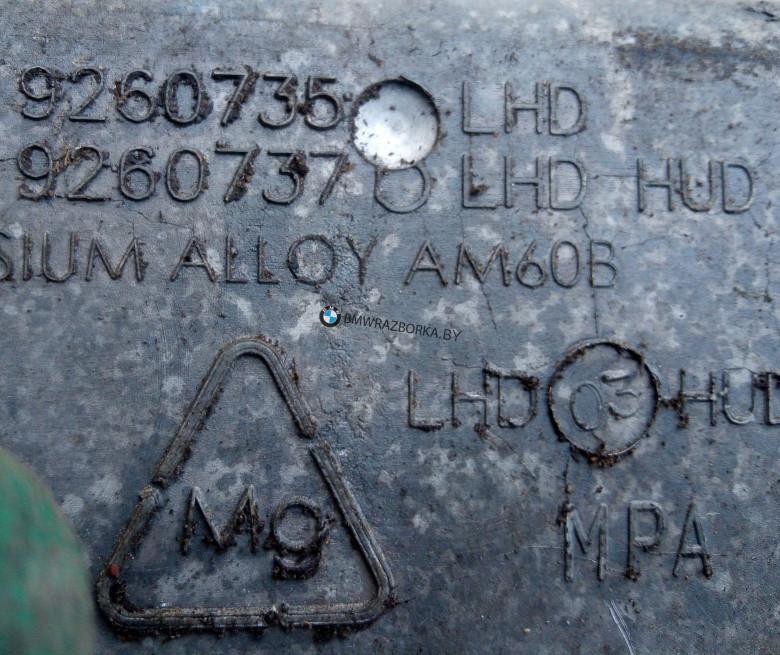 9260735 LHD
9260737 LHD HUD
SIUM ALLOY AM60B
BMWRAZBORKA.BY
LHD 03 HUD
Mg
MPA